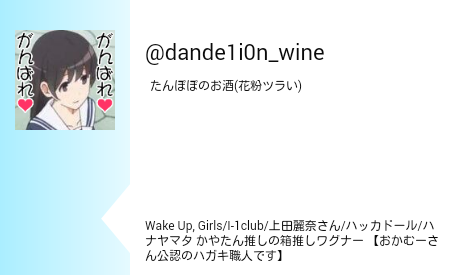 がんばれ♥
がんばれ♥
@dande1i0n_wine
たんぽぽのお酒(花粉ツラい)
Wake Up, Girls/I-1club/上田麗奈さん/ハッカドール/ハ
ナヤマタ かやたん推しの箱推しワグナー 【おかむーさ
ん公認のハガキ職人です】